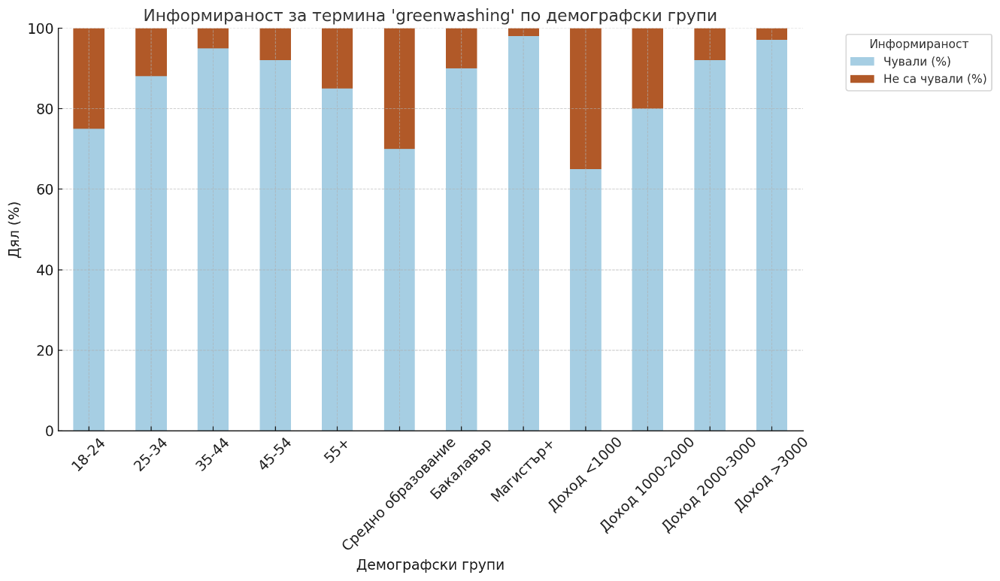 Информираност за термина 'greenwashing' по демографски групи
Информираност
Чували (%)
Не са чували (%)
Дял (%)
100
80
60
40
20
0
18-24
25-34
35-44
45-54
55+
Средно образование
Бакалавър
Магистър+
Доход <1000
Доход 1000-2000
Доход 2000-3000
Доход >3000
Демографски групи